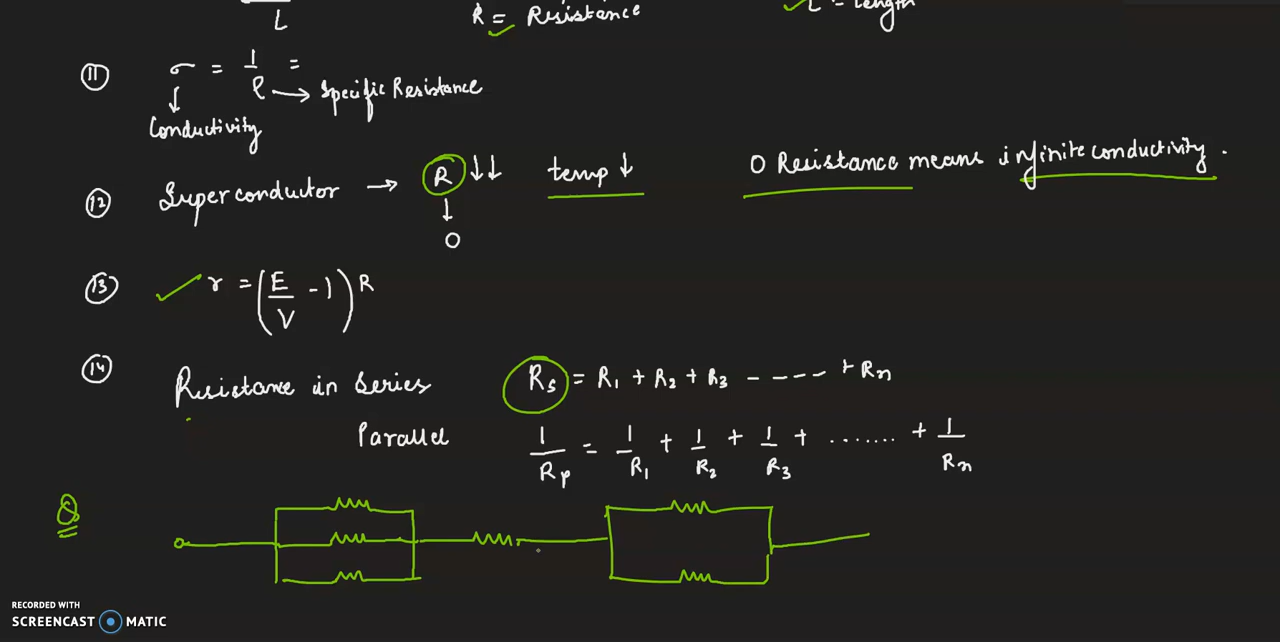 L
R = Resistance
L = Length
11 σ = 1/ρ =
→ Specific Resistance
Conductivity
12 Superconductor → R ↓↓ temp ↓ 0 Resistance means infinite conductivity.
0
13 r = (E/V - 1) R
14 Resistance in Series Rs = R1 + R2 + R3 ---- + Rn
Parallel 1/Rp = 1/R1 + 1/R2 + 1/R3 + ....... + 1/Rn
Q
RECORDED WITH
SCREENCAST MATIC